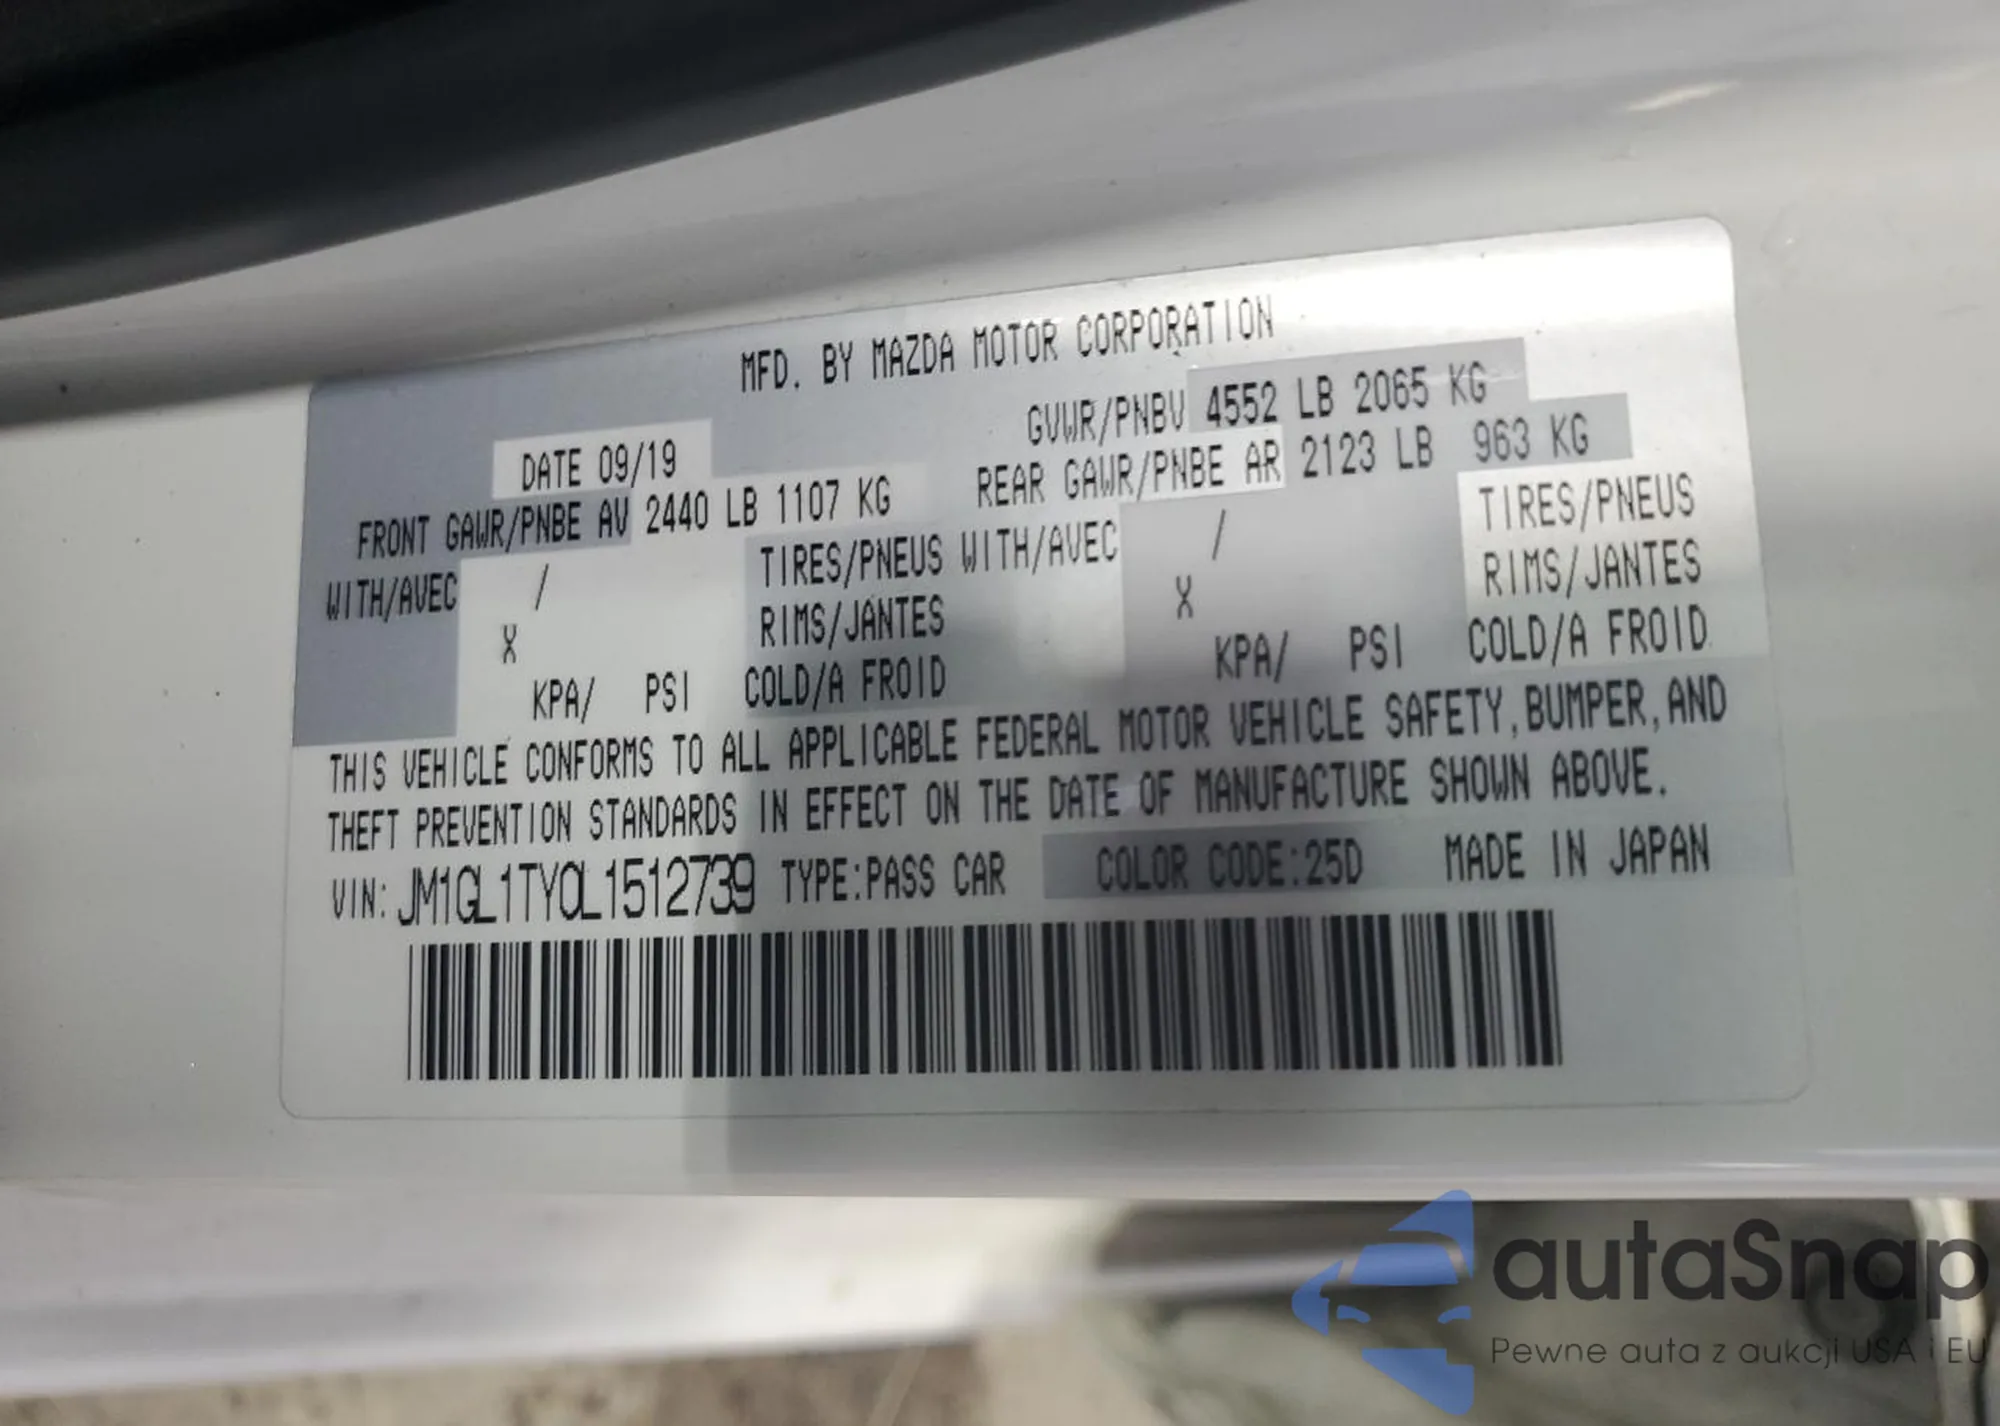 MFD. BY MAZDA MOTOR CORPORATION
DATE 09/19 GVWR/PNBV 4552 LB 2065 KG
FRONT GAWR/PNBE AV 2440 LB 1107 KG REAR GAWR/PNBE AR 2123 LB 963 KG
WITH/AVEC / TIRES/PNEUS WITH/AVEC / TIRES/PNEUS
X RIMS/JANTES X RIMS/JANTES
KPA/ PSI COLD/A FROID KPA/ PSI COLD/A FROID
THIS VEHICLE CONFORMS TO ALL APPLICABLE FEDERAL MOTOR VEHICLE SAFETY,BUMPER,AND
THEFT PREVENTION STANDARDS IN EFFECT ON THE DATE OF MANUFACTURE SHOWN ABOVE.
VIN: JM1GL1TY0L1512739 TYPE:PASS CAR COLOR CODE:25D MADE IN JAPAN
autaSnap
Pewne auta z aukcji USA i EU